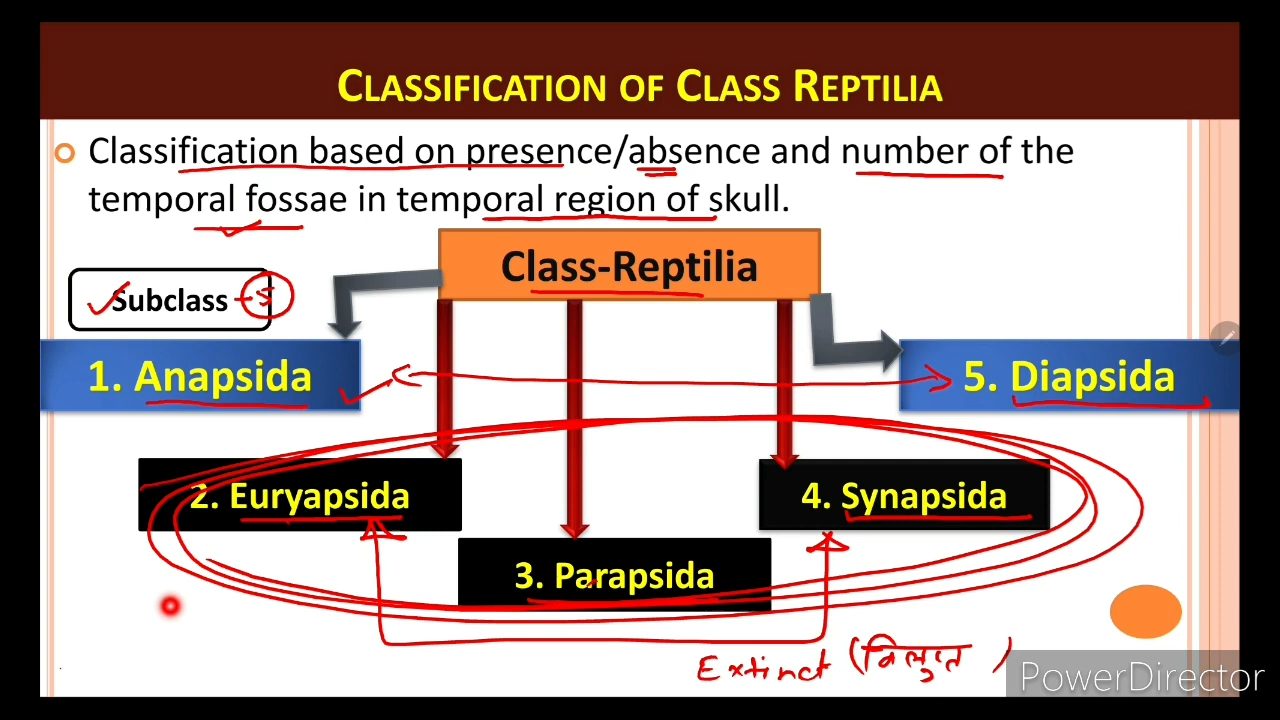 CLASSIFICATION OF CLASS REPTILIA
Classification based on presence/absence and number of the
temporal fossae in temporal region of skull.
Class-Reptilia
Subclass -5
1. Anapsida
5. Diapsida
2. Euryapsida
4. Synapsida
3. Parapsida
Extinct (विलुप्त )
PowerDirector